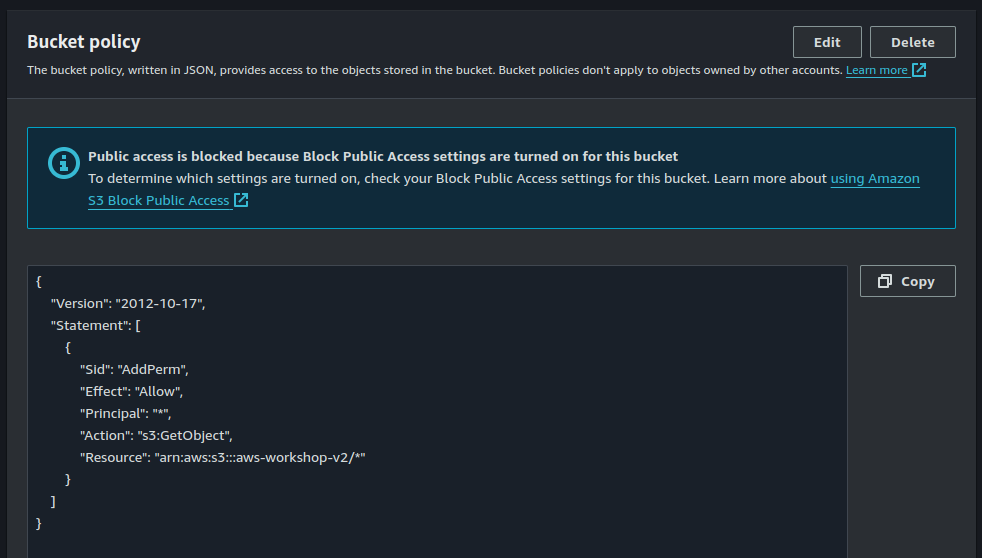 Bucket policy
Edit
Delete
The bucket policy, written in JSON, provides access to the objects stored in the bucket. Bucket policies don't apply to objects owned by other accounts. Learn more
Public access is blocked because Block Public Access settings are turned on for this bucket
To determine which settings are turned on, check your Block Public Access settings for this bucket. Learn more about using Amazon
S3 Block Public Access
Copy
{
    "Version": "2012-10-17",
    "Statement": [
        {
            "Sid": "AddPerm",
            "Effect": "Allow",
            "Principal": "*",
            "Action": "s3:GetObject",
            "Resource": "arn:aws:s3:::aws-workshop-v2/*"
        }
    ]
}